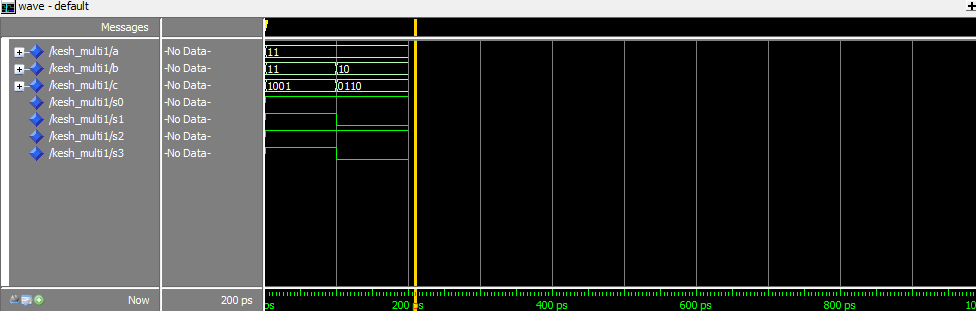 wave - default
Messages
/kesh_multi1/a -No Data- 11
/kesh_multi1/b -No Data- 11 10
/kesh_multi1/c -No Data- 1001 0110
/kesh_multi1/s0 -No Data-
/kesh_multi1/s1 -No Data-
/kesh_multi1/s2 -No Data-
/kesh_multi1/s3 -No Data-
Now 200 ps ps 200 ps 400 ps 600 ps 800 ps 10